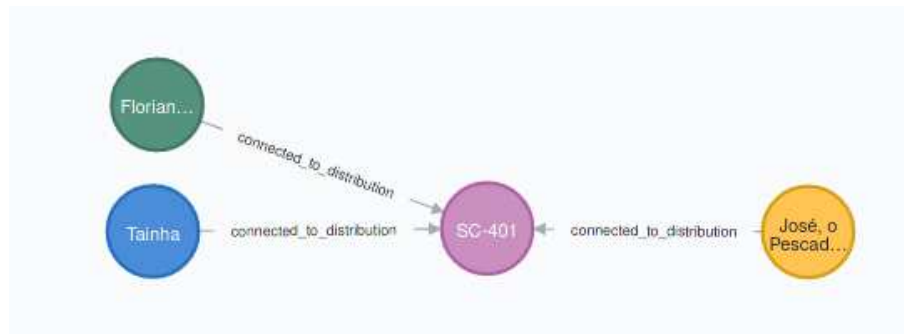 Florian…
connected_to_distribution
Tainha
connected_to_distribution
SC-401
connected_to_distribution
José, o
Pescad…